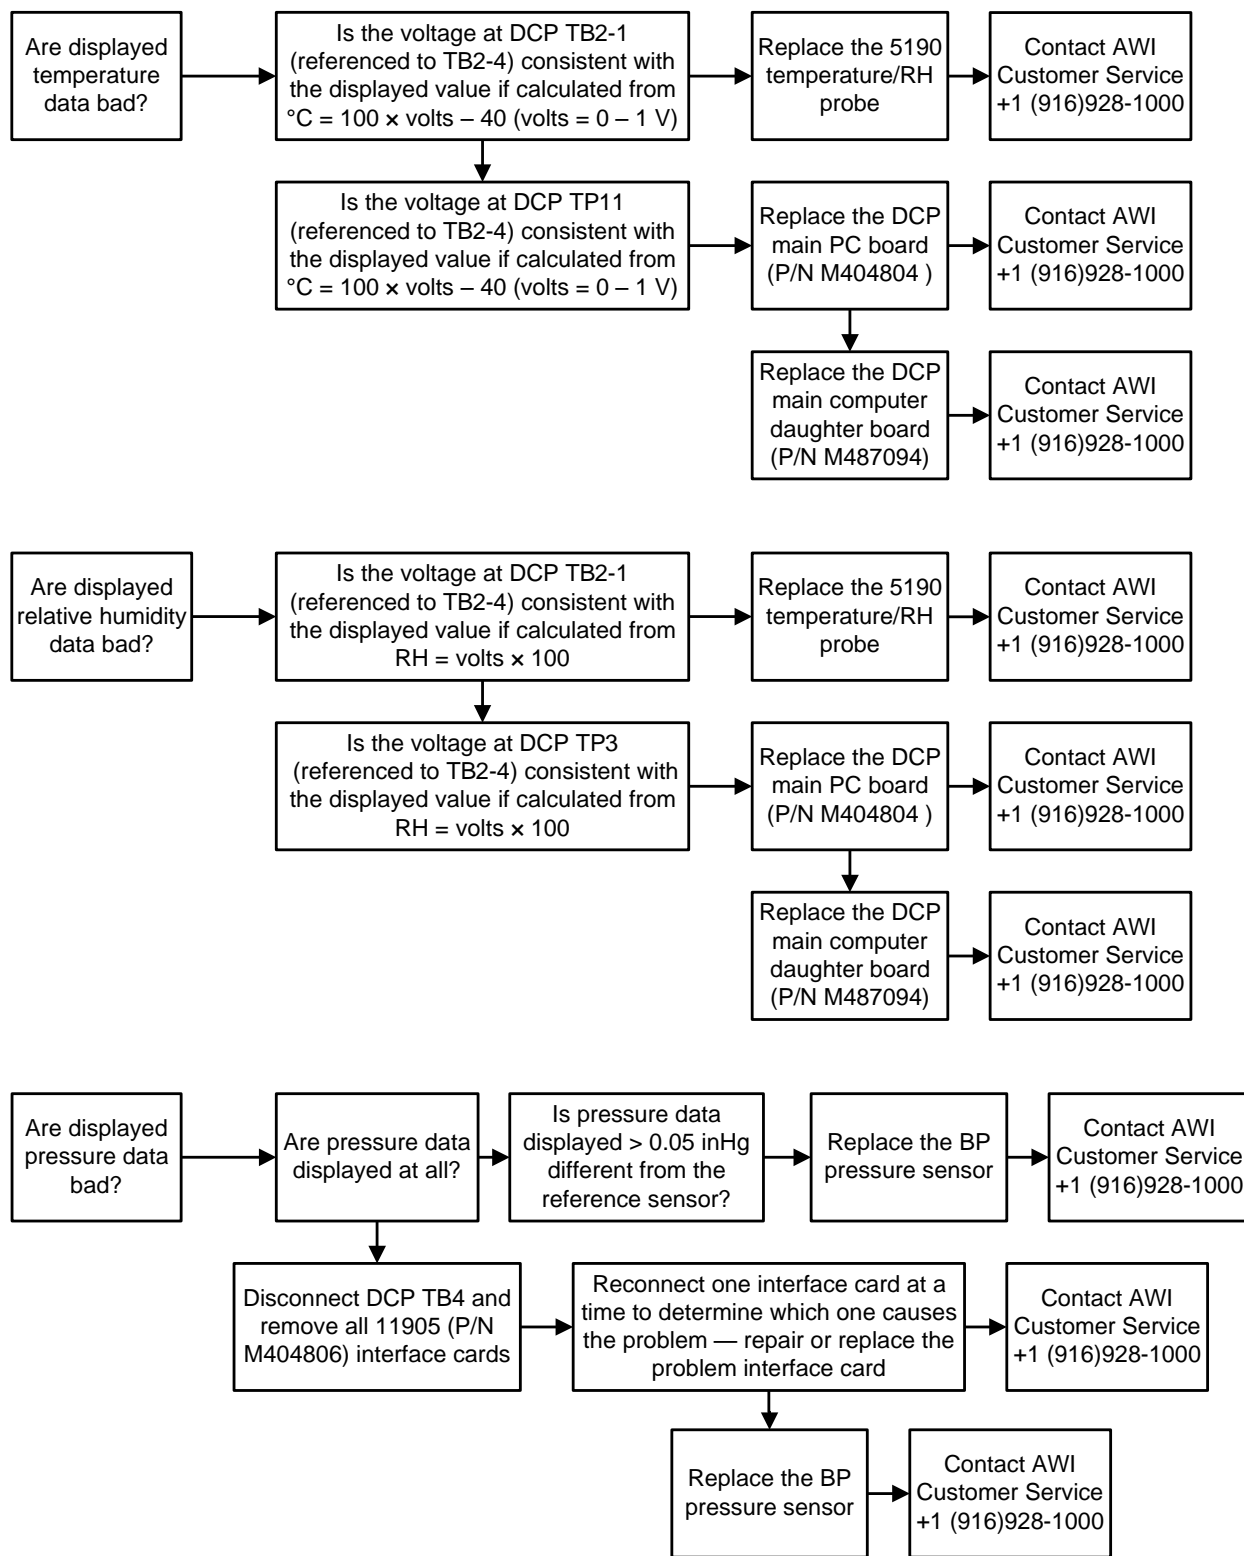 Are displayed
temperature
data bad?
Is the voltage at DCP TB2-1
(referenced to TB2-4) consistent with
the displayed value if calculated from
°C = 100 × volts – 40 (volts = 0 – 1 V)
Replace the 5190
temperature/RH
probe
Contact AWI
Customer Service
+1 (916)928-1000
Is the voltage at DCP TP11
(referenced to TB2-4) consistent with
the displayed value if calculated from
°C = 100 × volts – 40 (volts = 0 – 1 V)
Replace the DCP
main PC board
(P/N M404804 )
Contact AWI
Customer Service
+1 (916)928-1000
Replace the DCP
main computer
daughter board
(P/N M487094)
Contact AWI
Customer Service
+1 (916)928-1000
Are displayed
relative humidity
data bad?
Is the voltage at DCP TB2-1
(referenced to TB2-4) consistent with
the displayed value if calculated from
RH = volts × 100
Replace the 5190
temperature/RH
probe
Contact AWI
Customer Service
+1 (916)928-1000
Is the voltage at DCP TP3
(referenced to TB2-4) consistent with
the displayed value if calculated from
RH = volts × 100
Replace the DCP
main PC board
(P/N M404804 )
Contact AWI
Customer Service
+1 (916)928-1000
Replace the DCP
main computer
daughter board
(P/N M487094)
Contact AWI
Customer Service
+1 (916)928-1000
Are displayed
pressure data
bad?
Are pressure data
displayed at all?
Is pressure data
displayed > 0.05 inHg
different from the
reference sensor?
Replace the BP
pressure sensor
Contact AWI
Customer Service
+1 (916)928-1000
Disconnect DCP TB4 and
remove all 11905 (P/N
M404806) interface cards
Reconnect one interface card at a
time to determine which one causes
the problem — repair or replace the
problem interface card
Contact AWI
Customer Service
+1 (916)928-1000
Replace the BP
pressure sensor
Contact AWI
Customer Service
+1 (916)928-1000